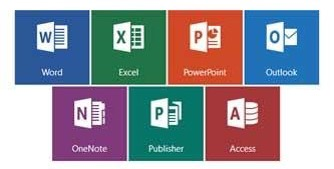 W X P O
Word Excel PowerPoint Outlook
N P A
OneNote Publisher Access